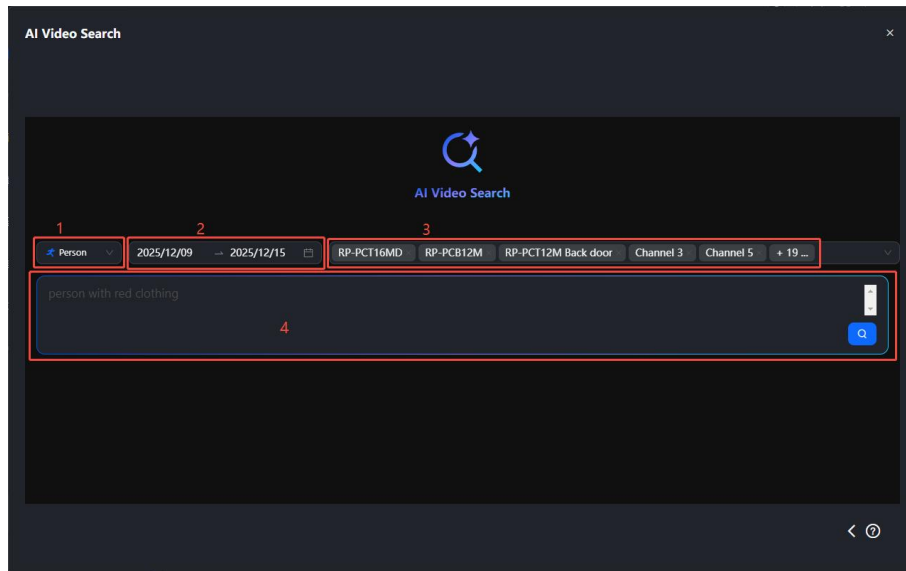 AI Video Search
×
AI Video Search
1 2 3
Person 2025/12/09 → 2025/12/15 RP-PCT16MD RP-PCB12M RP-PCT12M Back door Channel 3 Channel 5 + 19 ...
person with red clothing
4